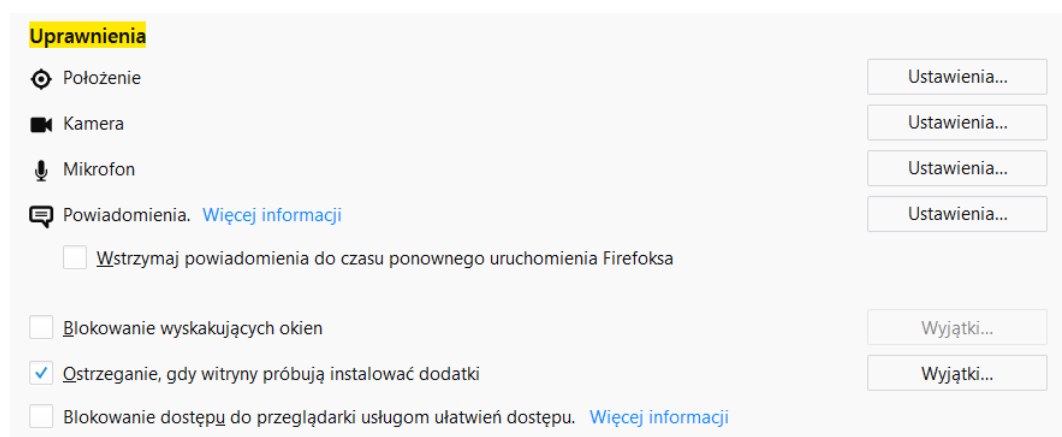 Uprawnienia
Położenie Ustawienia...
Kamera Ustawienia...
Mikrofon Ustawienia...
Powiadomienia. Więcej informacji Ustawienia...
Wstrzymaj powiadomienia do czasu ponownego uruchomienia Firefoksa
Blokowanie wyskakujących okien Wyjątki...
Ostrzeganie, gdy witryny próbują instalować dodatki Wyjątki...
Blokowanie dostępu do przeglądarki usługom ułatwień dostępu. Więcej informacji